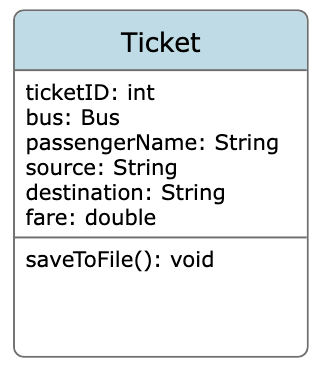 Ticket
ticketID: int
bus: Bus
passengerName: String
source: String
destination: String
fare: double
saveToFile(): void